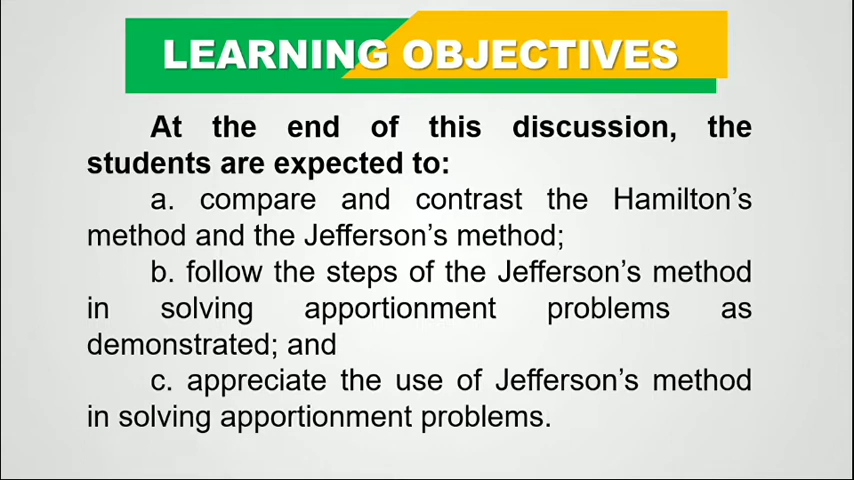 LEARNING OBJECTIVES
At the end of this discussion, the
students are expected to:
a. compare and contrast the Hamilton's
method and the Jefferson's method;
b. follow the steps of the Jefferson's method
in solving apportionment problems as
demonstrated; and
c. appreciate the use of Jefferson's method
in solving apportionment problems.